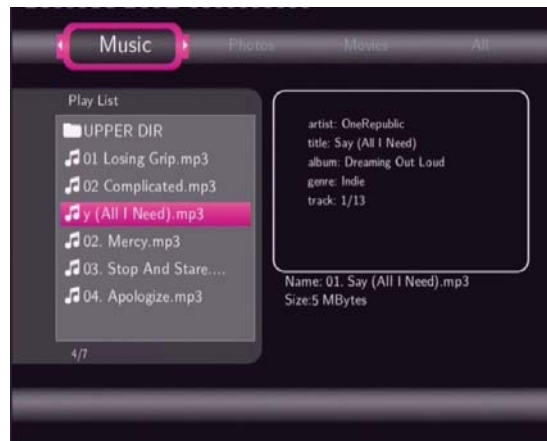 Music
Photos
Movies
All
Play List
UPPER DIR
01 Losing Grip.mp3
02 Complicated.mp3
y (All I Need).mp3
02. Mercy.mp3
03. Stop And Stare....
04. Apologize.mp3
4/7
artist: OneRepublic
title: Say (All I Need)
album: Dreaming Out Loud
genre: Indie
track: 1/13
Name: 01. Say (All I Need).mp3
Size:5 MBytes